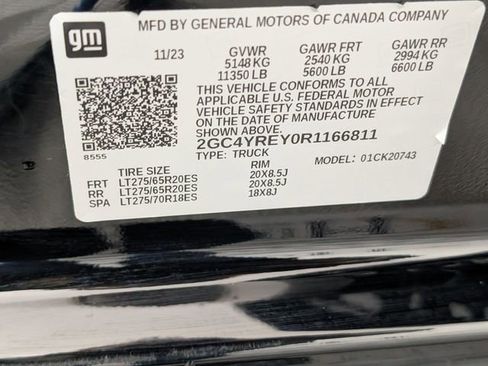 gm
MFD BY GENERAL MOTORS OF CANADA COMPANY
11/23 GVWR GAWR FRT GAWR RR
5148 KG 2540 KG 2994 KG
11350 LB 5600 LB 6600 LB
THIS VEHICLE CONFORMS TO ALL
APPLICABLE U.S. FEDERAL MOTOR
VEHICLE SAFETY STANDARDS IN EFFECT
ON THE DATE OF MANUFACTURE
SHOWN ABOVE.
2GC4YREY0R1166811
8555 TYPE: TRUCK MODEL: 01CK20743
TIRE SIZE RIM
FRT LT275/65R20ES 20X8.5J
RR LT275/65R20ES 20X8.5J
SPA LT275/70R18ES 18X8J